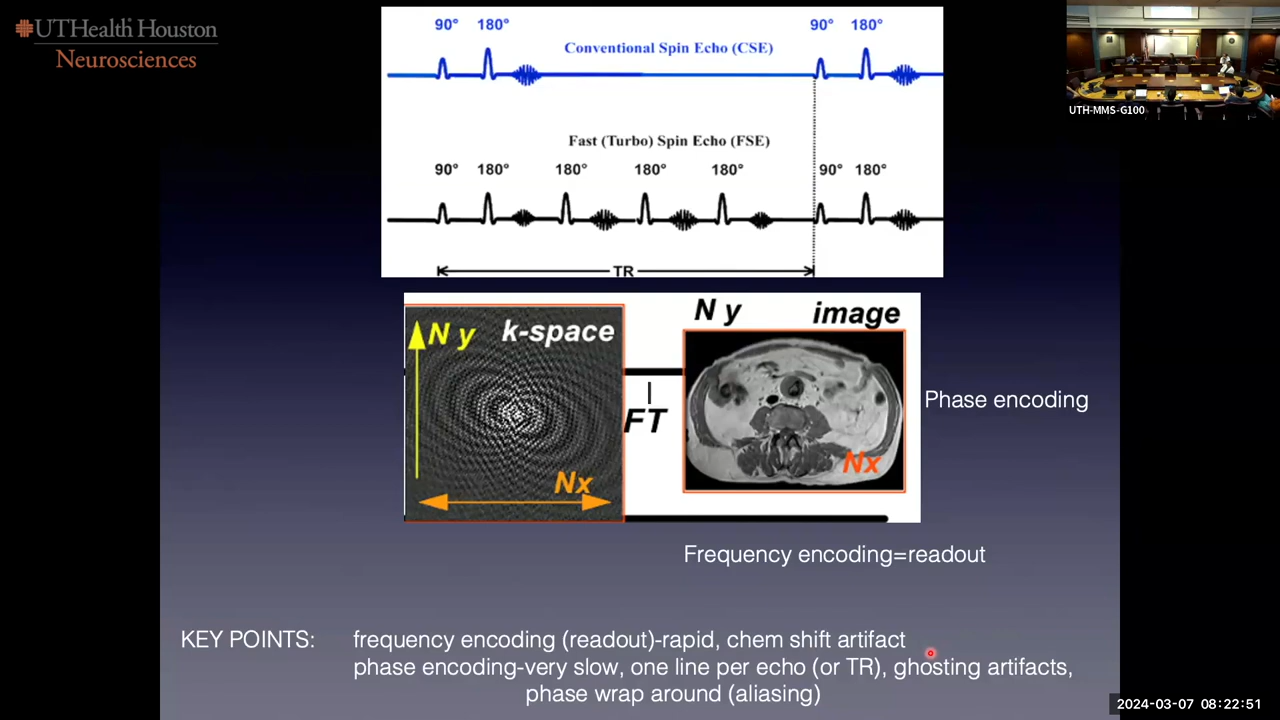 UTHealth Houston
Neurosciences
90° 180° 90° 180°
Conventional Spin Echo (CSE)
Fast (Turbo) Spin Echo (FSE)
90° 180° 180° 180° 180° 90° 180°
TR
UTH-MMS-G100
N y k-space
Nx
FT
N y image
Nx
Phase encoding
Frequency encoding=readout
KEY POINTS: frequency encoding (readout)-rapid, chem shift artifact
phase encoding-very slow, one line per echo (or TR), ghosting artifacts,
phase wrap around (aliasing)
2024-03-07 08:22:51